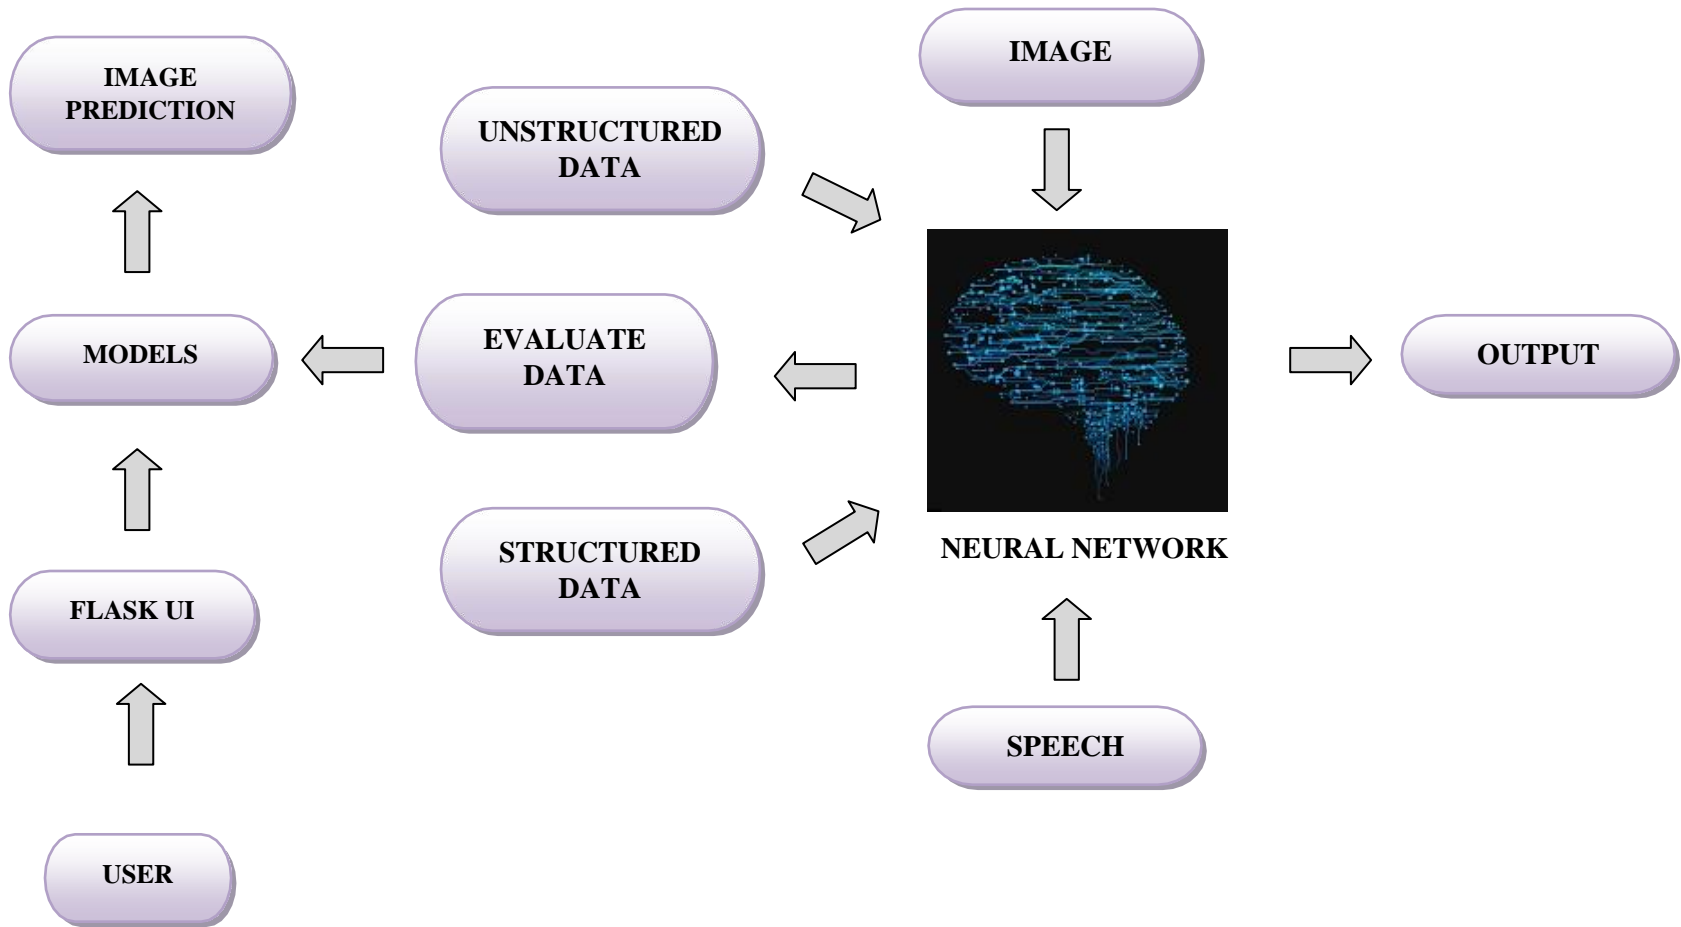 IMAGE
PREDICTION
UNSTRUCTURED
DATA
IMAGE
MODELS
EVALUATE
DATA
OUTPUT
STRUCTURED
DATA
NEURAL NETWORK
FLASK UI
SPEECH
USER